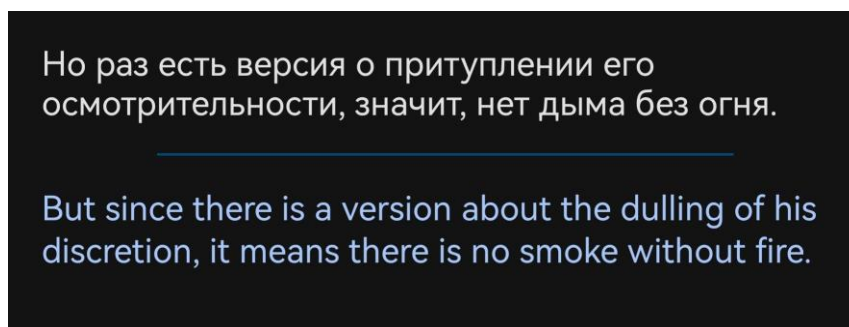 Но раз есть версия о притуплении его
осмотрительности, значит, нет дыма без огня.
But since there is a version about the dulling of his
discretion, it means there is no smoke without fire.